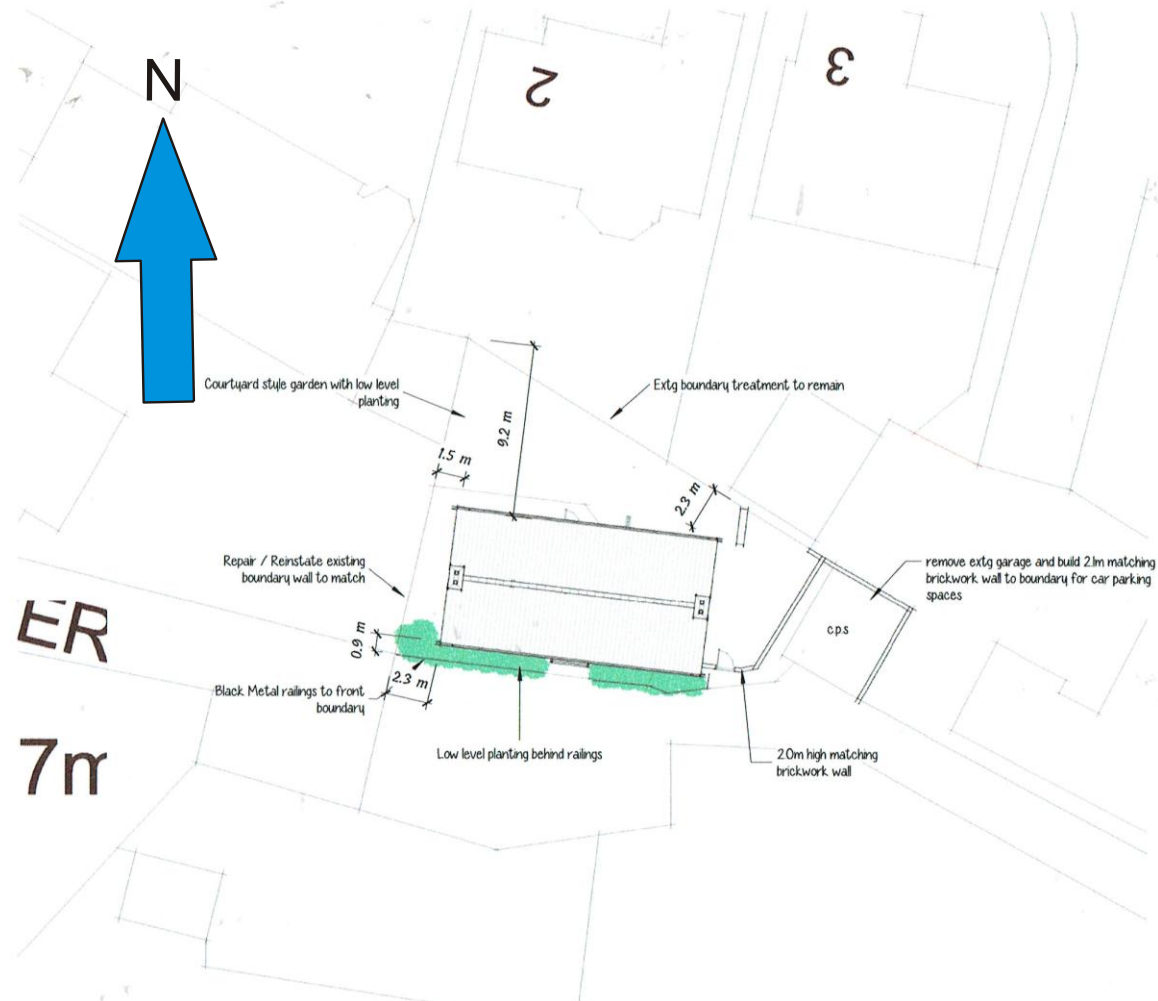 N
2
3
Courtyard style garden with low level
planting
Extg boundary treatment to remain
9.2 m
1.5 m
2.3 m
Repair / Reinstate existing
boundary wall to match
remove extg garage and build 2.1m matching
brickwork wall to boundary for car parking
spaces
c.p.s
ER
0.9 m
2.3 m
Black Metal railings to front
boundary
Low level planting behind railings
2.0m high matching
brickwork wall
7m